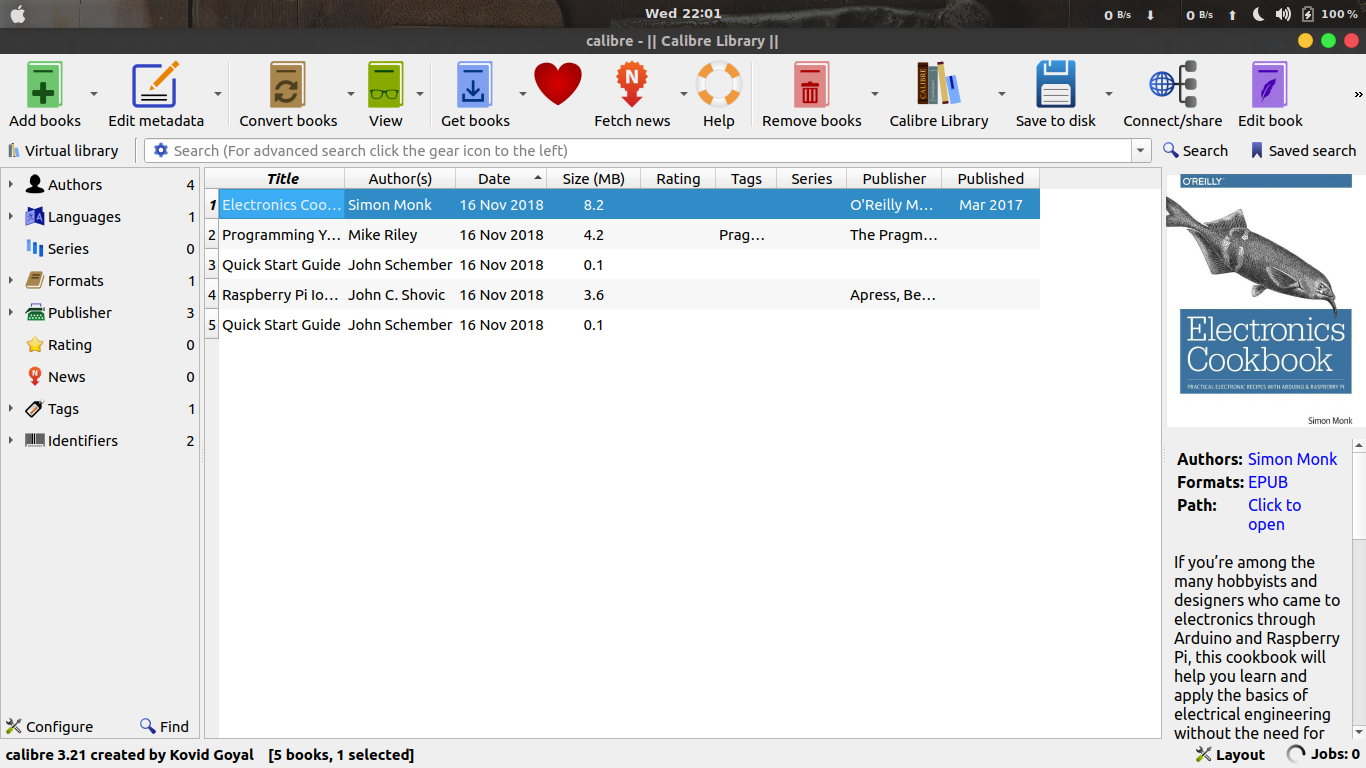 Wed 22:01
0 B/s ⬇ 0 B/s ⬆ 100 %
calibre - || Calibre Library ||
Add books Edit metadata Convert books View Get books Fetch news Help Remove books Calibre Library Save to disk Connect/share Edit book »
Virtual library Search (For advanced search click the gear icon to the left) Search Saved search
Authors 4
Languages 1
Series 0
Formats 1
Publisher 3
Rating 0
News 0
Tags 1
Identifiers 2
Configure Find
Title Author(s) Date Size (MB) Rating Tags Series Publisher Published
1 Electronics Coo… Simon Monk 16 Nov 2018 8.2 O'Reilly M… Mar 2017
2 Programming Y… Mike Riley 16 Nov 2018 4.2 Prag… The Pragm…
3 Quick Start Guide John Schember 16 Nov 2018 0.1
4 Raspberry Pi Io… John C. Shovic 16 Nov 2018 3.6 Apress, Be…
5 Quick Start Guide John Schember 16 Nov 2018 0.1
O'REILLY®
Electronics
Cookbook
PRACTICAL ELECTRONIC RECIPES WITH ARDUINO & RASPBERRY PI
Simon Monk
Authors: Simon Monk
Formats: EPUB
Path: Click to
open
If you’re among the
many hobbyists and
designers who came to
electronics through
Arduino and Raspberry
Pi, this cookbook will
help you learn and
apply the basics of
electrical engineering
without the need for
calibre 3.21 created by Kovid Goyal [5 books, 1 selected] Layout Jobs: 0